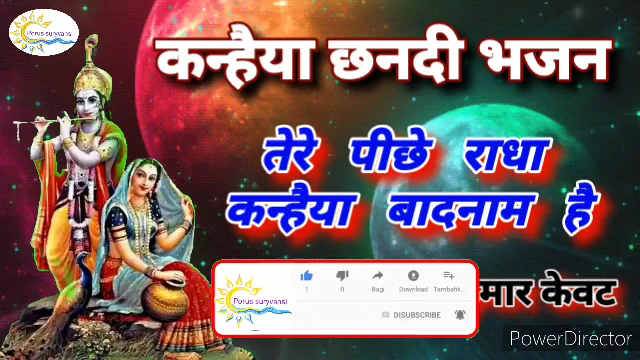 Porus suryvansi
कन्हैया छनदी भजन
तेरे पीछे राधा
कन्हैया बादनाम है
Porus suryvansi
1 0 Bagi Download Tambahk..
DISUBSCRIBE
मार केवट
PowerDirector